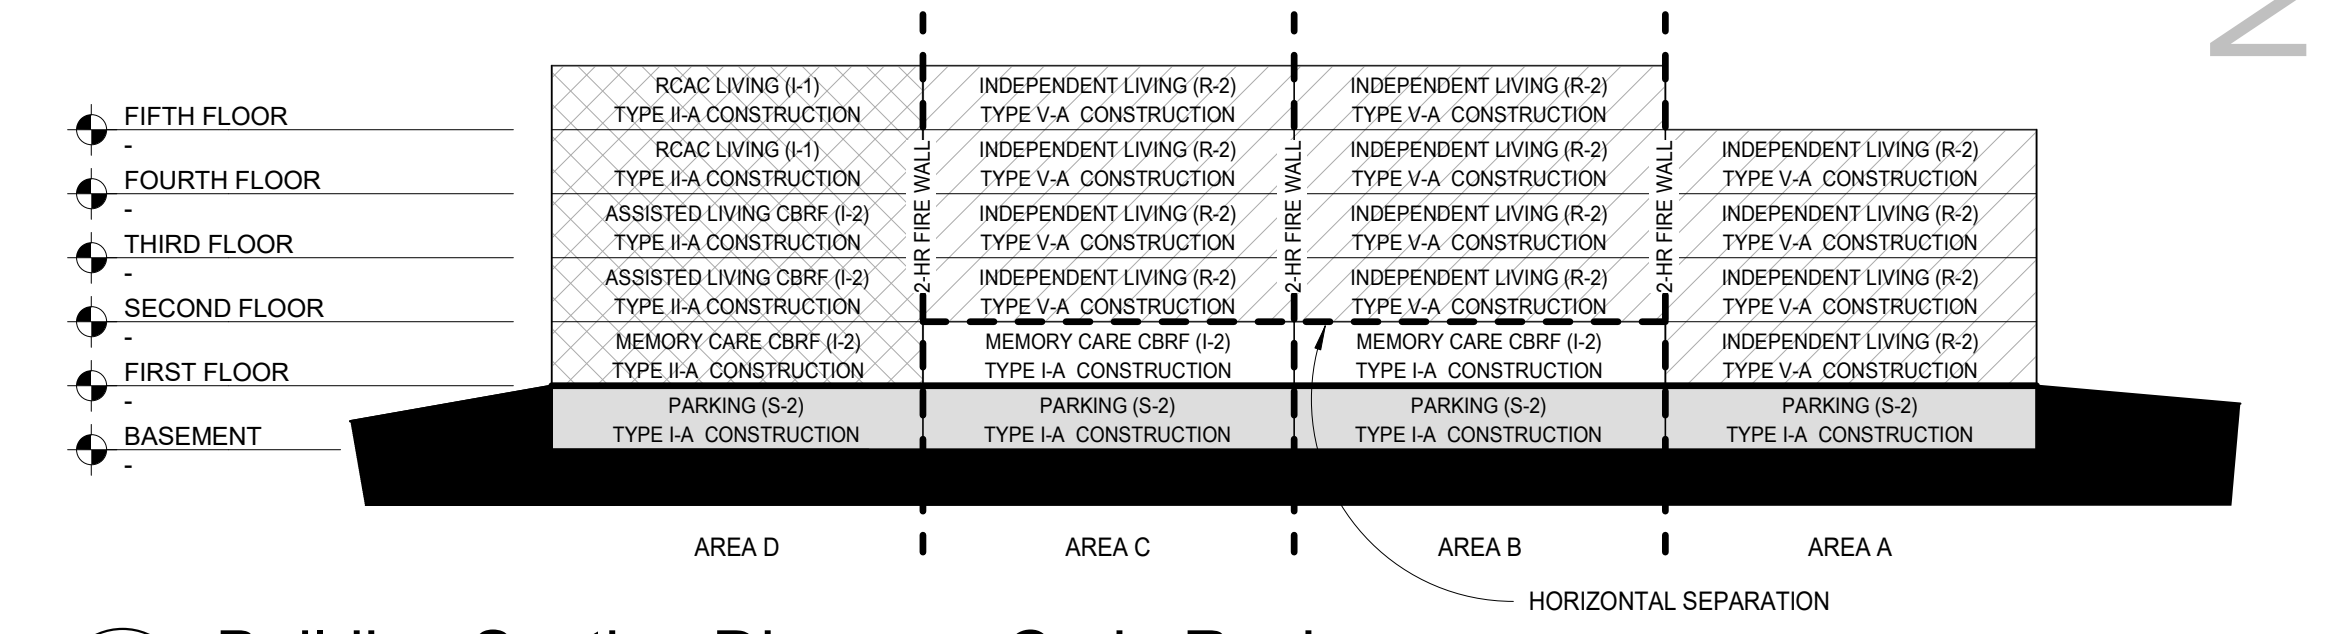 FIFTH FLOOR
-
FOURTH FLOOR
-
THIRD FLOOR
-
SECOND FLOOR
-
FIRST FLOOR
-
BASEMENT
-
RCAC LIVING (I-1)
TYPE II-A CONSTRUCTION
RCAC LIVING (I-1)
TYPE II-A CONSTRUCTION
ASSISTED LIVING CBRF (I-2)
TYPE II-A CONSTRUCTION
ASSISTED LIVING CBRF (I-2)
TYPE II-A CONSTRUCTION
MEMORY CARE CBRF (I-2)
TYPE II-A CONSTRUCTION
PARKING (S-2)
TYPE I-A CONSTRUCTION
AREA D
2-HR FIRE WALL
INDEPENDENT LIVING (R-2)
TYPE V-A CONSTRUCTION
INDEPENDENT LIVING (R-2)
TYPE V-A CONSTRUCTION
INDEPENDENT LIVING (R-2)
TYPE V-A CONSTRUCTION
INDEPENDENT LIVING (R-2)
TYPE V-A CONSTRUCTION
MEMORY CARE CBRF (I-2)
TYPE I-A CONSTRUCTION
PARKING (S-2)
TYPE I-A CONSTRUCTION
AREA C
2-HR FIRE WALL
INDEPENDENT LIVING (R-2)
TYPE V-A CONSTRUCTION
INDEPENDENT LIVING (R-2)
TYPE V-A CONSTRUCTION
INDEPENDENT LIVING (R-2)
TYPE V-A CONSTRUCTION
INDEPENDENT LIVING (R-2)
TYPE V-A CONSTRUCTION
MEMORY CARE CBRF (I-2)
TYPE I-A CONSTRUCTION
PARKING (S-2)
TYPE I-A CONSTRUCTION
AREA B
2-HR FIRE WALL
INDEPENDENT LIVING (R-2)
TYPE V-A CONSTRUCTION
INDEPENDENT LIVING (R-2)
TYPE V-A CONSTRUCTION
INDEPENDENT LIVING (R-2)
TYPE V-A CONSTRUCTION
INDEPENDENT LIVING (R-2)
TYPE V-A CONSTRUCTION
PARKING (S-2)
TYPE I-A CONSTRUCTION
AREA A
HORIZONTAL SEPARATION